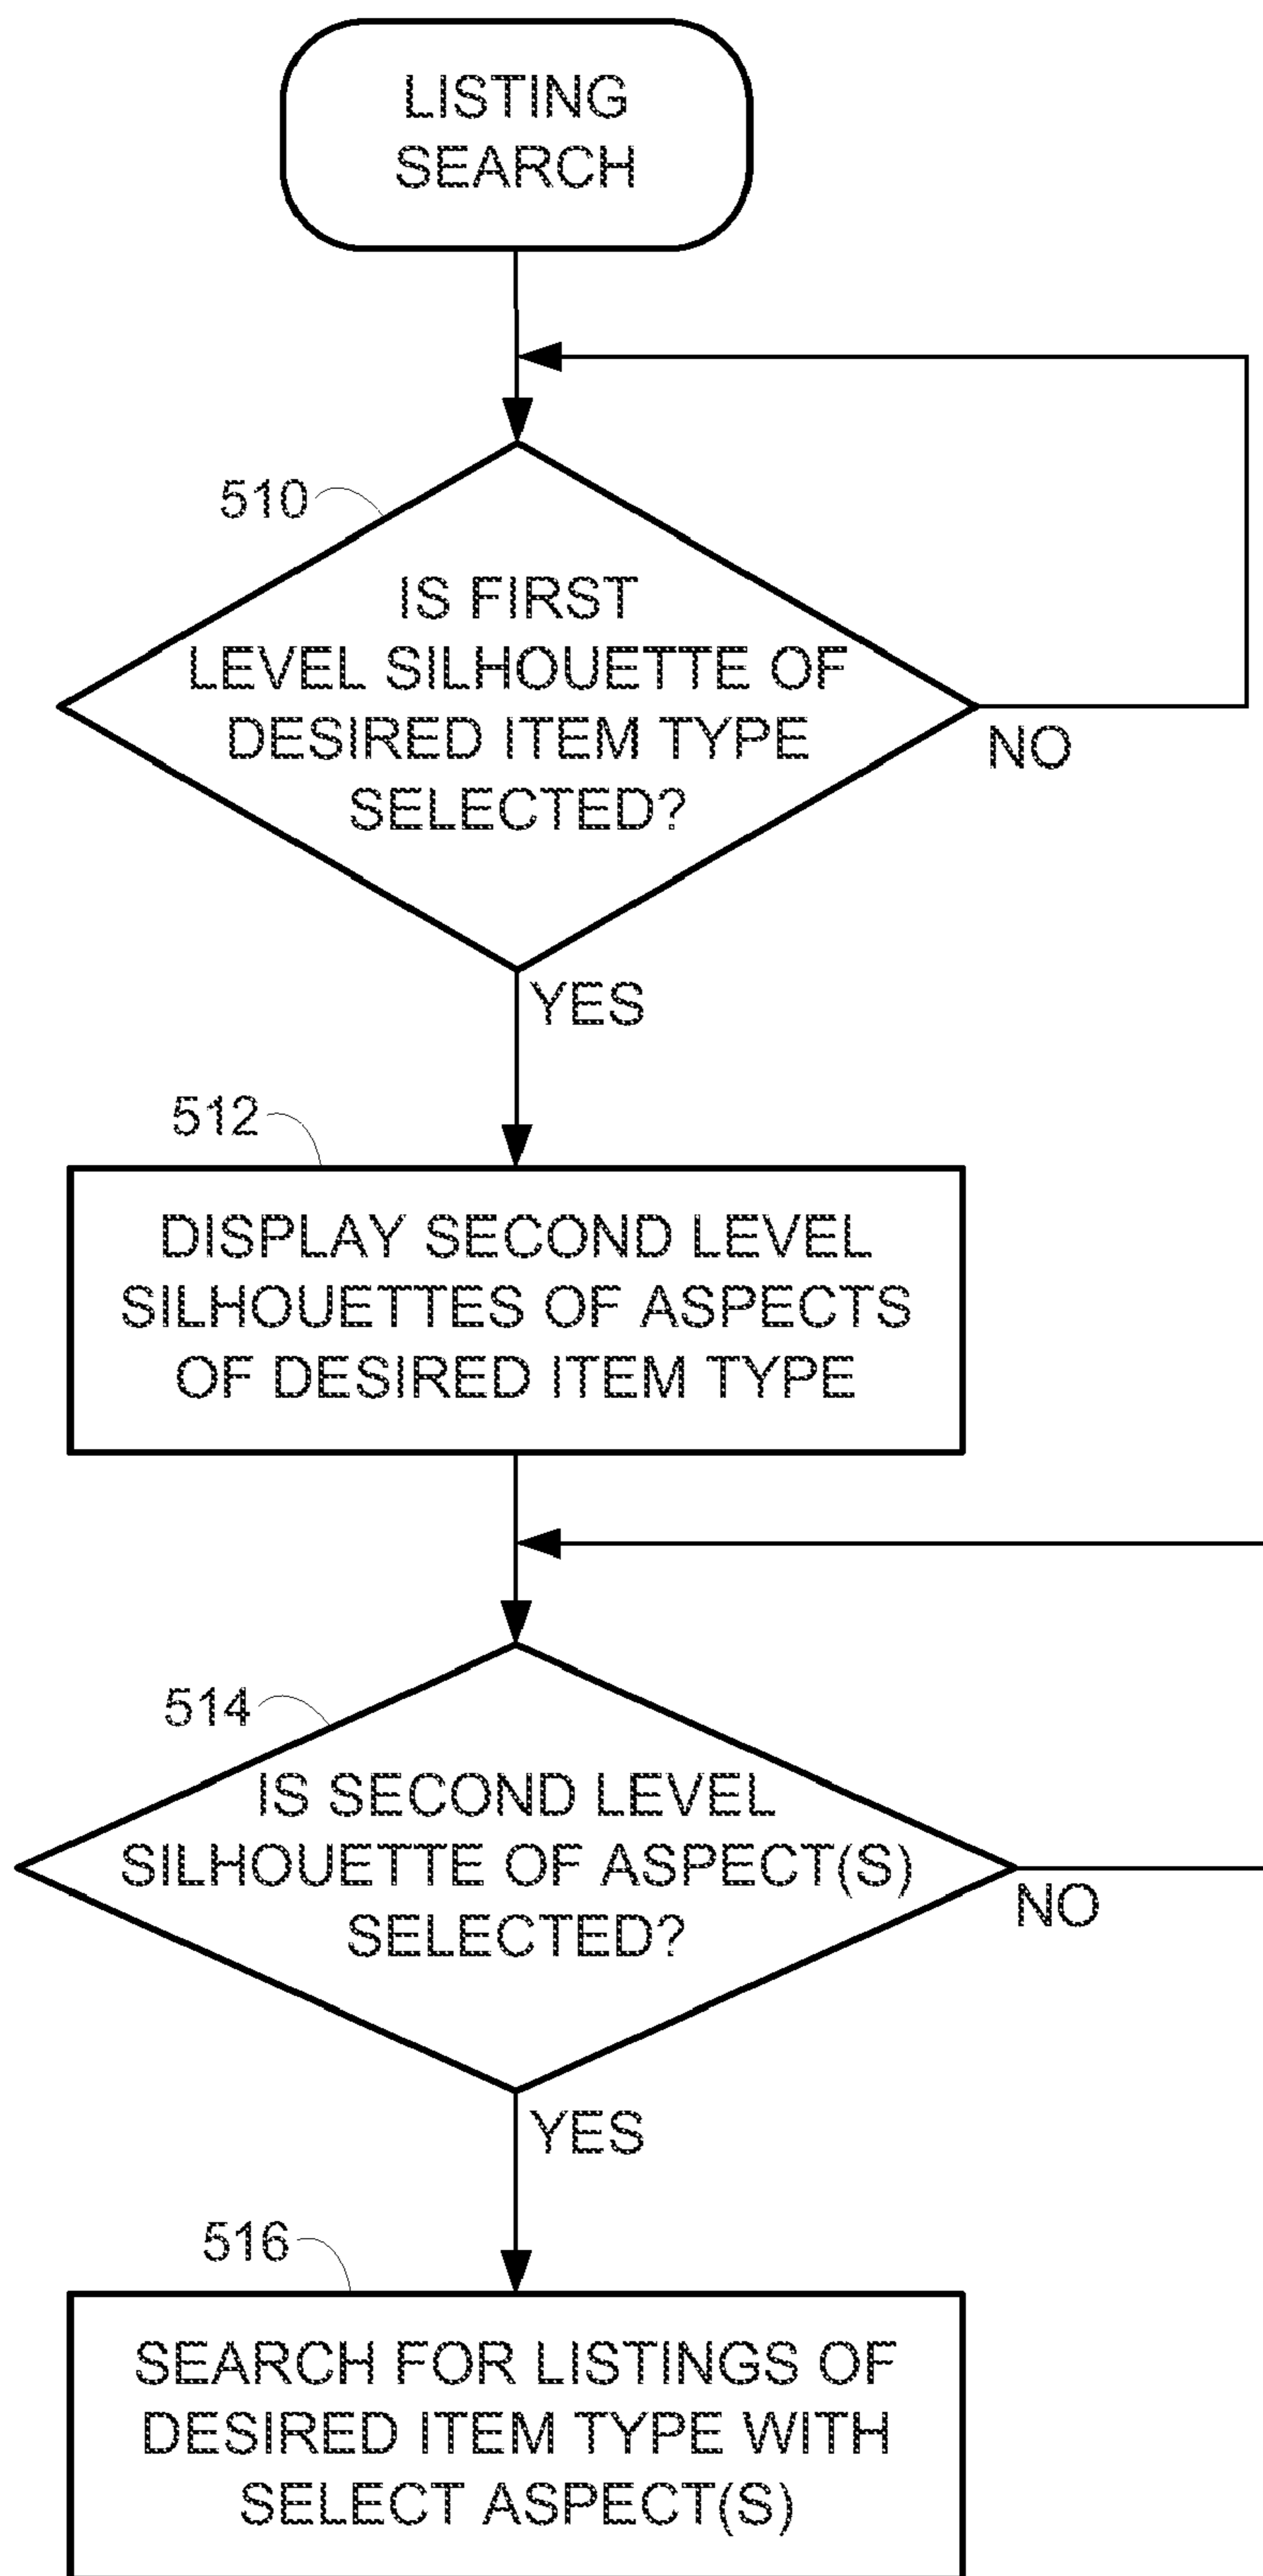 LISTING
SEARCH
510
IS FIRST
LEVEL SILHOUETTE OF
DESIRED ITEM TYPE
SELECTED?
NO
YES
512
DISPLAY SECOND LEVEL
SILHOUETTES OF ASPECTS
OF DESIRED ITEM TYPE
514
IS SECOND LEVEL
SILHOUETTE OF ASPECT(S)
SELECTED?
NO
YES
516
SEARCH FOR LISTINGS OF
DESIRED ITEM TYPE WITH
SELECT ASPECT(S)